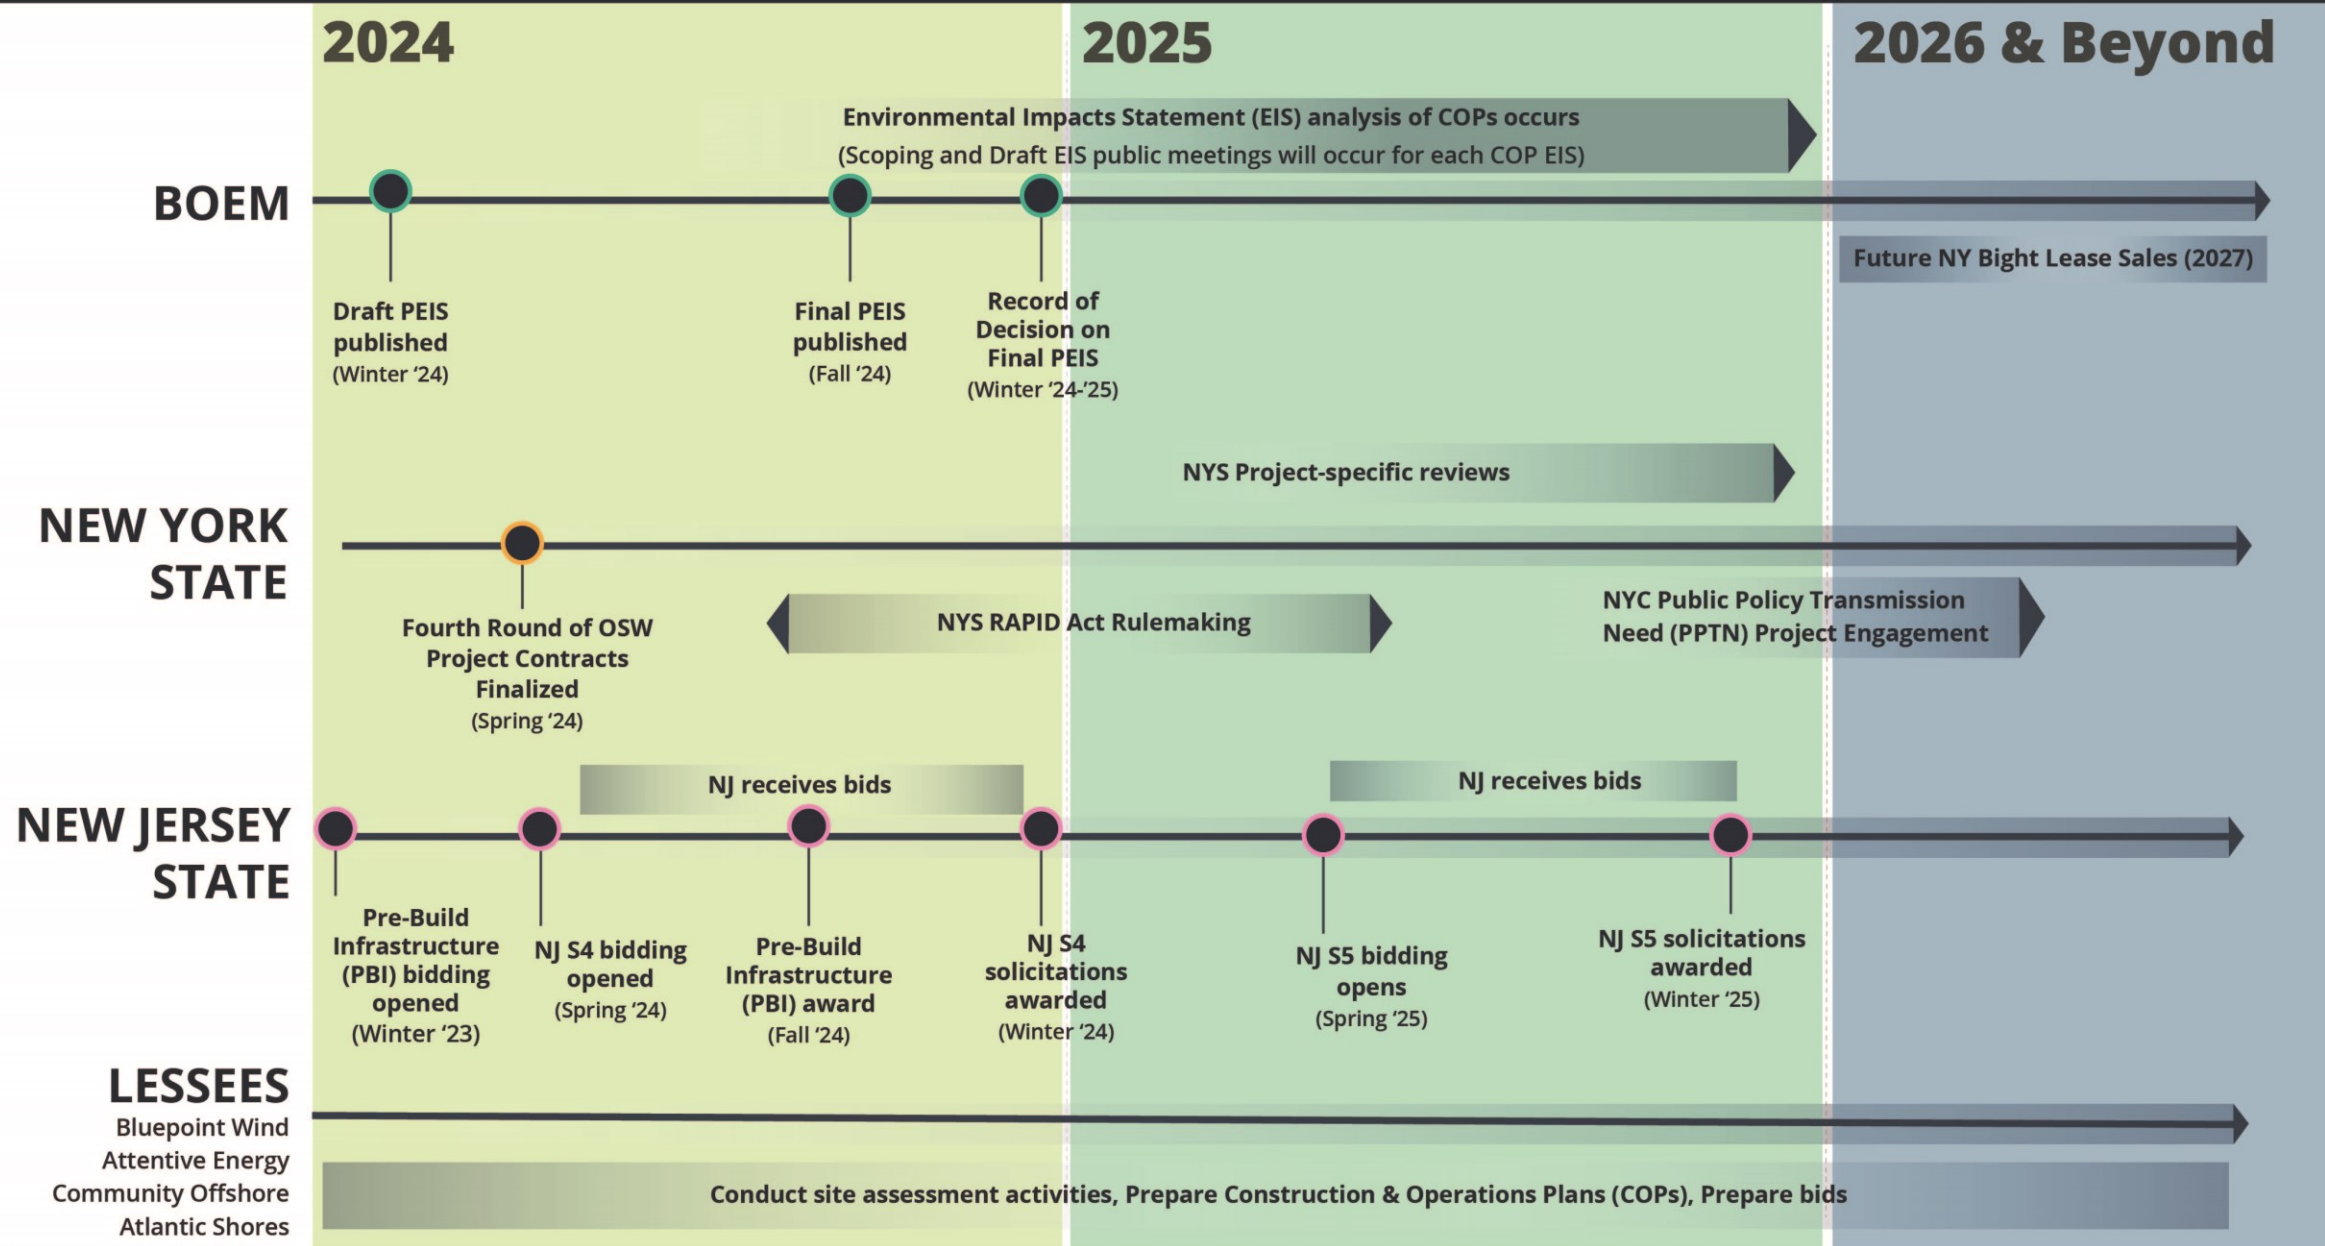 2024
2025
2026 & Beyond
Environmental Impacts Statement (EIS) analysis of COPs occurs
(Scoping and Draft EIS public meetings will occur for each COP EIS)
BOEM
Future NY Bight Lease Sales (2027)
Draft PEIS
published
(Winter ‘24)
Final PEIS
published
(Fall ‘24)
Record of
Decision on
Final PEIS
(Winter ‘24-’25)
NYS Project-specific reviews
NEW YORK
STATE
Fourth Round of OSW
Project Contracts
Finalized
(Spring ‘24)
NYS RAPID Act Rulemaking
NYC Public Policy Transmission
Need (PPTN) Project Engagement
NJ receives bids
NJ receives bids
NEW JERSEY
STATE
Pre-Build
Infrastructure
(PBI) bidding
opened
(Winter ‘23)
NJ S4 bidding
opened
(Spring ‘24)
Pre-Build
Infrastructure
(PBI) award
(Fall ‘24)
NJ S4
solicitations
awarded
(Winter ‘24)
NJ S5 bidding
opens
(Spring ‘25)
NJ S5 solicitations
awarded
(Winter ‘25)
LESSEES
Bluepoint Wind
Attentive Energy
Community Offshore
Atlantic Shores
Conduct site assessment activities, Prepare Construction & Operations Plans (COPs), Prepare bids